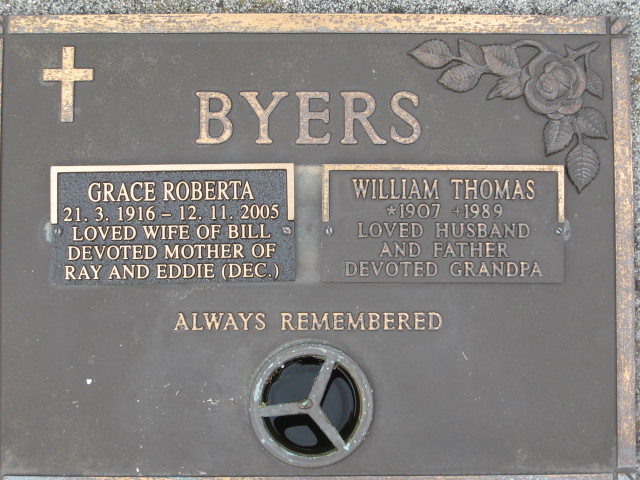 BYERS
GRACE ROBERTA
21. 3. 1916 – 12. 11. 2005
LOVED WIFE OF BILL
DEVOTED MOTHER OF
RAY AND EDDIE (DEC.)
WILLIAM THOMAS
*1907 +1989
LOVED HUSBAND
AND FATHER
DEVOTED GRANDPA
ALWAYS REMEMBERED